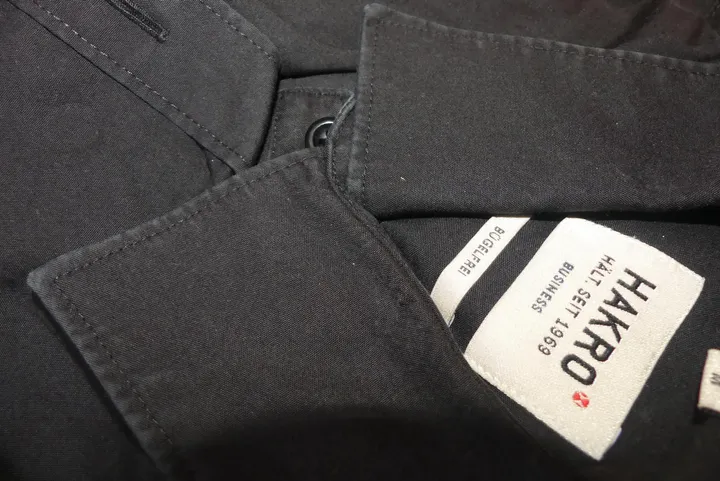 HAKRO
HÄLT. SEIT 1969
BUSINESS
BÜGELFREI
M